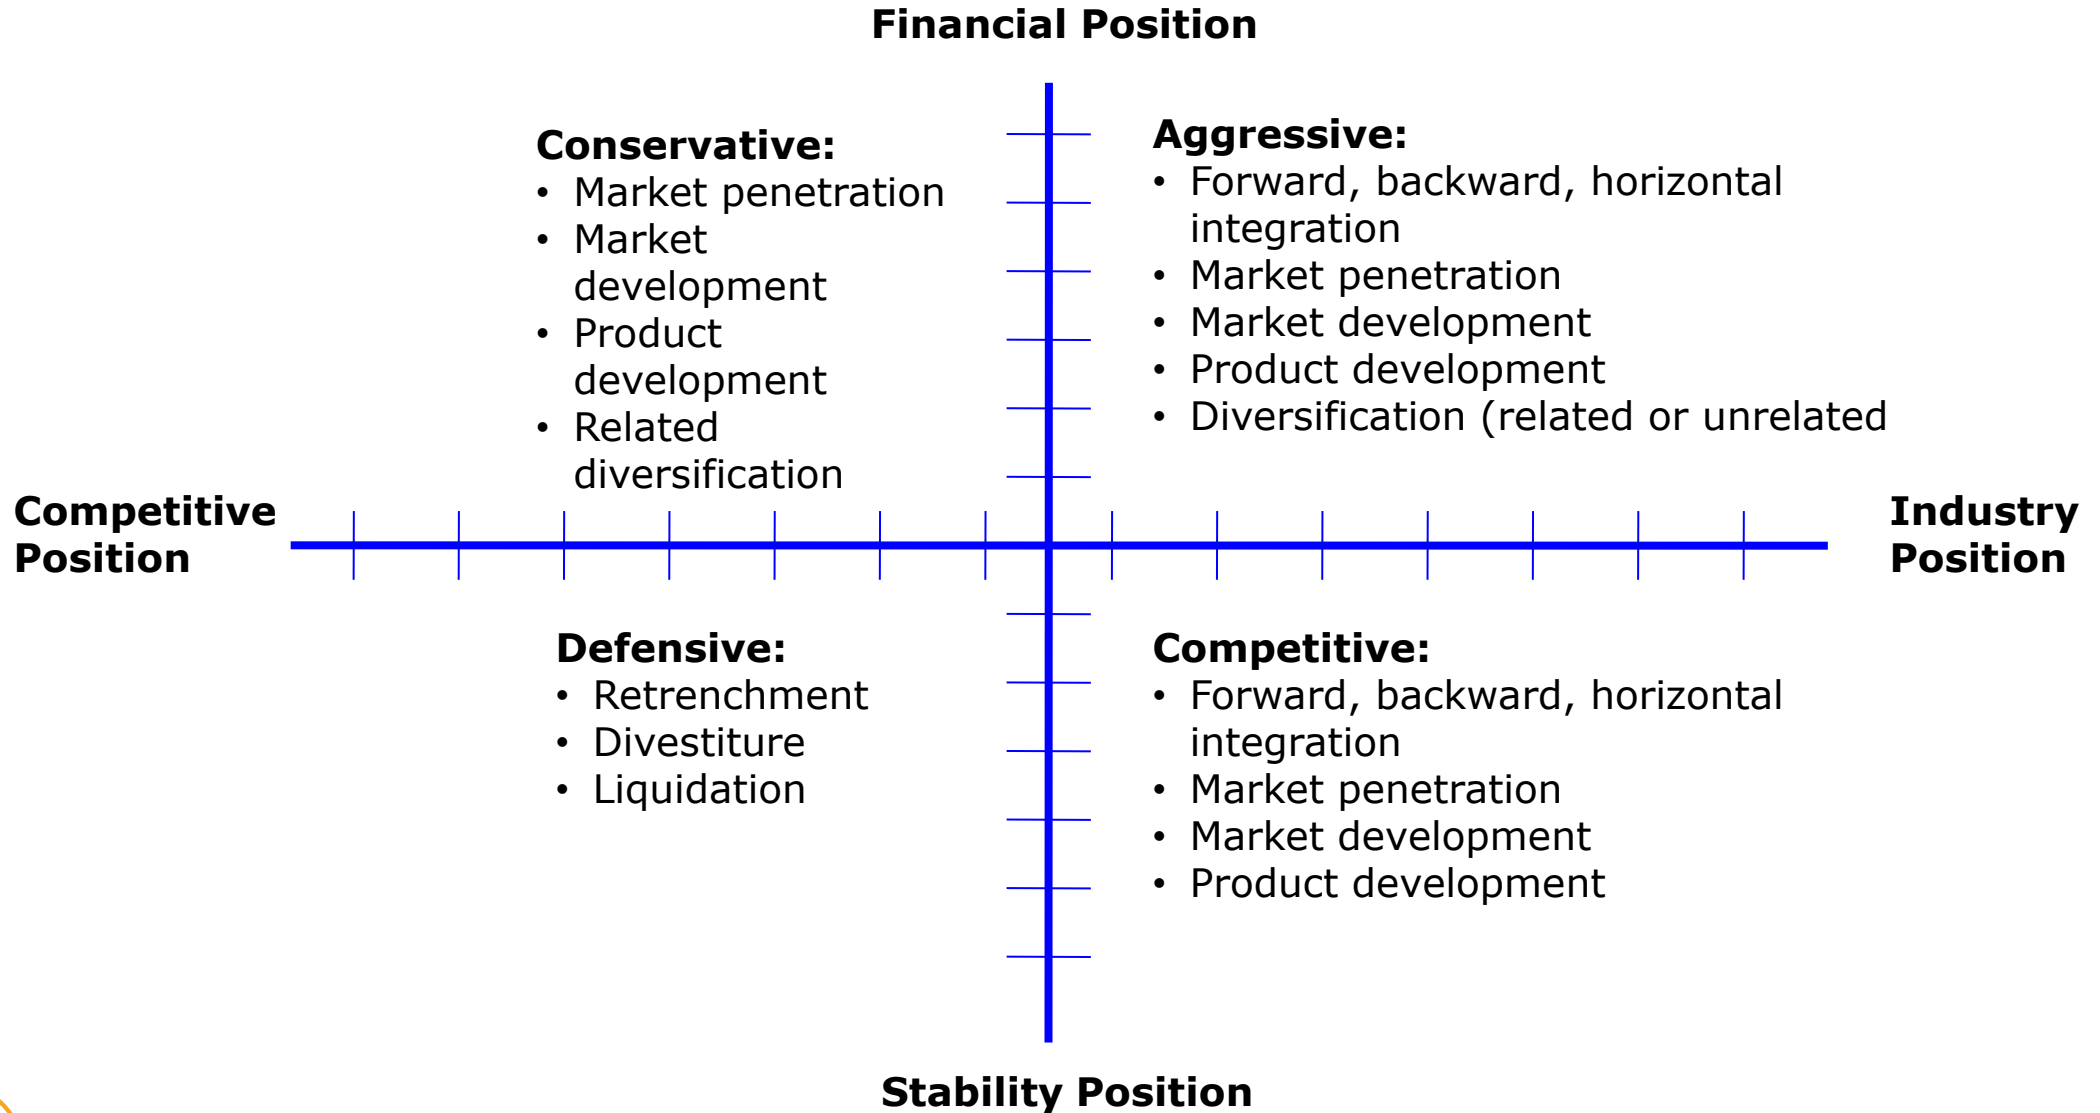 Financial Position
Conservative:
• Market penetration
• Market
development
• Product
development
• Related
diversification
Aggressive:
• Forward, backward, horizontal
integration
• Market penetration
• Market development
• Product development
• Diversification (related or unrelated
Competitive
Position
Industry
Position
Defensive:
• Retrenchment
• Divestiture
• Liquidation
Competitive:
• Forward, backward, horizontal
integration
• Market penetration
• Market development
• Product development
Stability Position